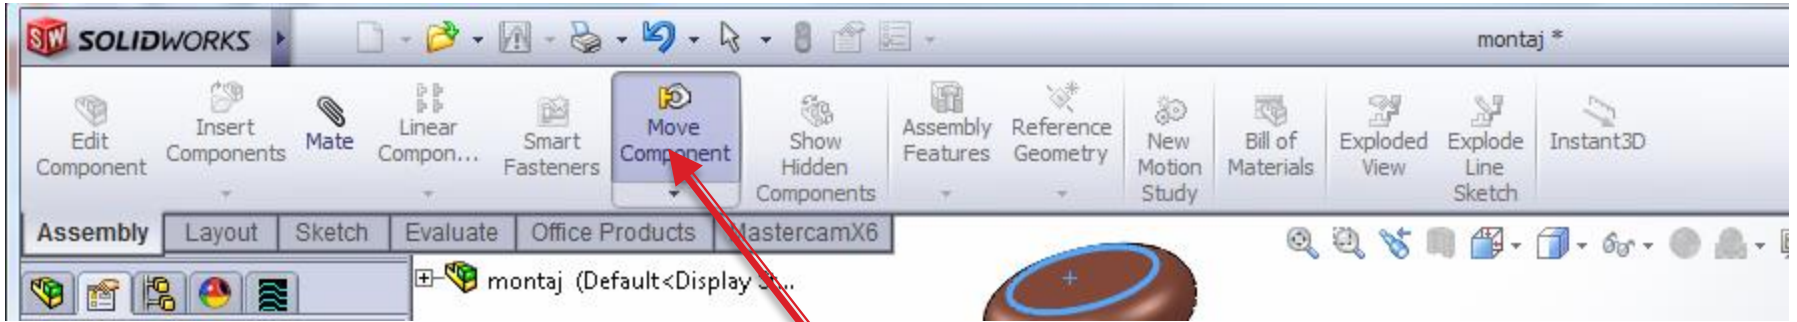 SW SOLIDWORKS
montaj *
Edit
Component
Insert
Components
Mate
Linear
Compon...
Smart
Fasteners
Move
Component
Show
Hidden
Components
Assembly
Features
Reference
Geometry
New
Motion
Study
Bill of
Materials
Exploded
View
Explode
Line
Sketch
Instant3D
Assembly
Layout
Sketch
Evaluate
Office Products
MastercamX6
montaj (Default<Display St...